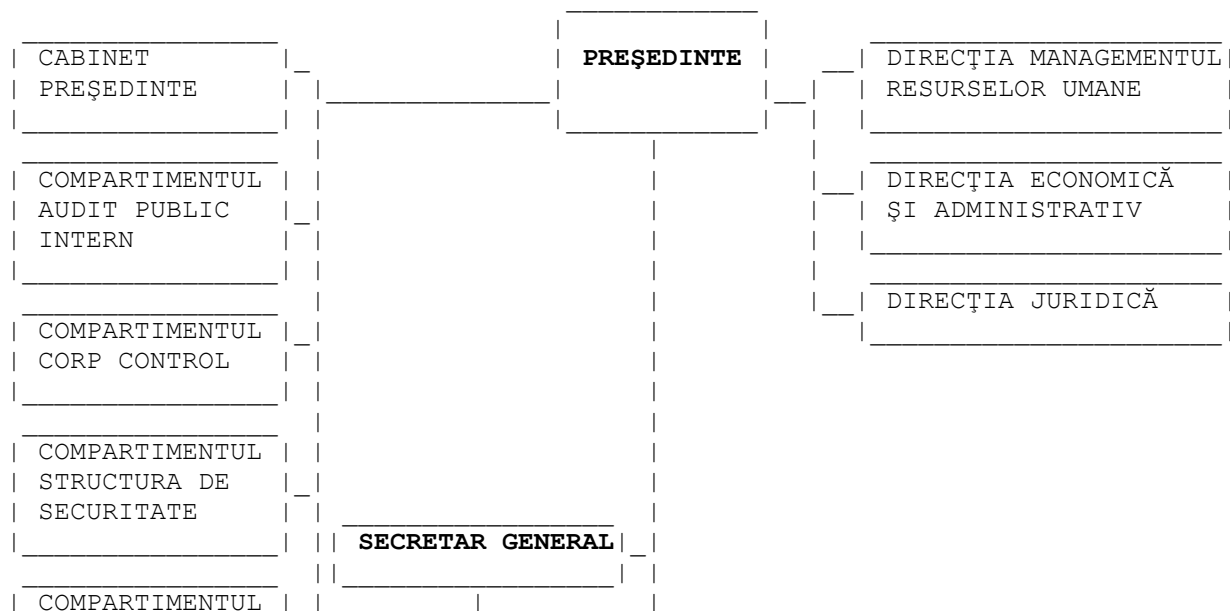 PREŞEDINTE
CABINET
PREŞEDINTE
DIRECŢIA MANAGEMENTUL
RESURSELOR UMANE
COMPARTIMENTUL
AUDIT PUBLIC
INTERN
DIRECŢIA ECONOMICĂ
ŞI ADMINISTRATIV
DIRECŢIA JURIDICĂ
COMPARTIMENTUL
CORP CONTROL
COMPARTIMENTUL
STRUCTURA DE
SECURITATE
SECRETAR GENERAL
COMPARTIMENTUL